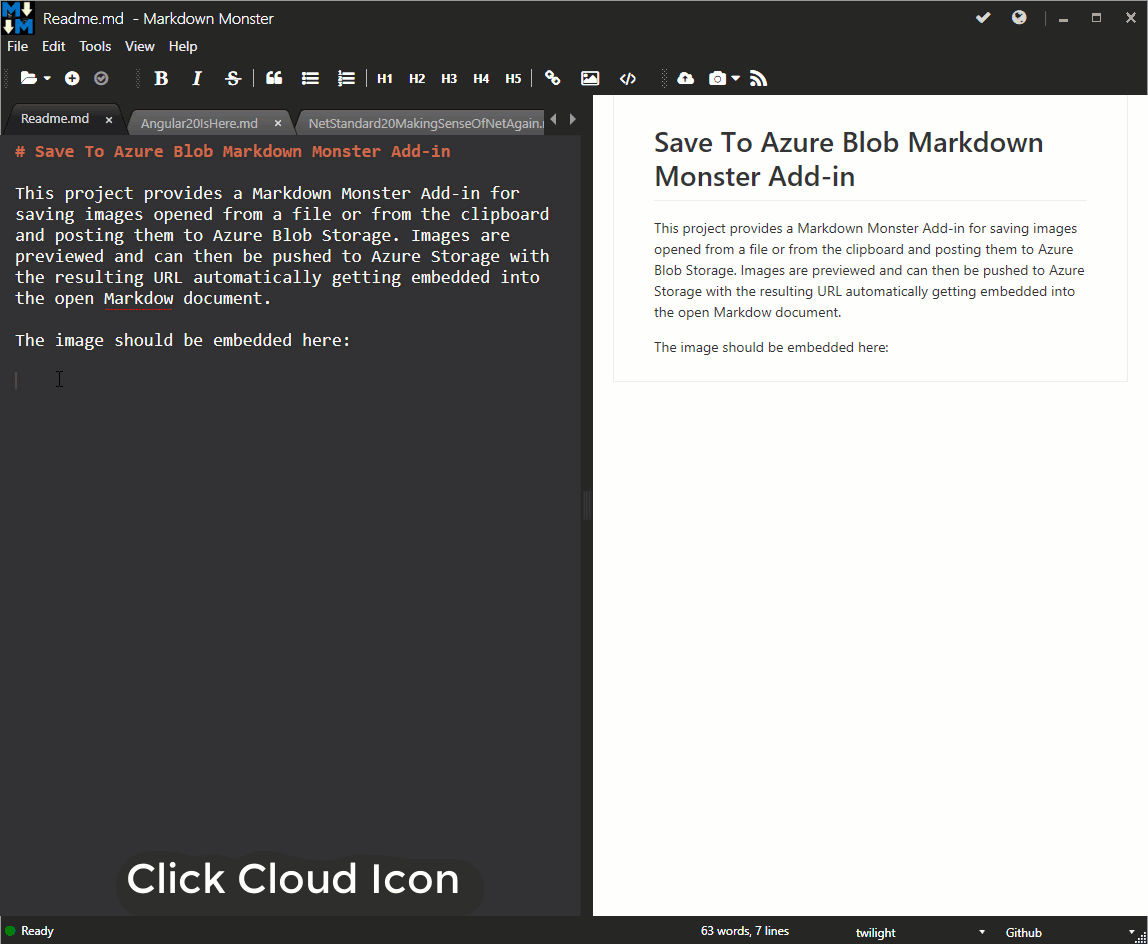 Readme.md - Markdown Monster
File Edit Tools View Help
B I S H1 H2 H3 H4 H5
Readme.md × Angular20IsHere.md × NetStandard20MakingSenseOfNetAgain.
# Save To Azure Blob Markdown Monster Add-in
This project provides a Markdown Monster Add-in for
saving images opened from a file or from the clipboard
and posting them to Azure Blob Storage. Images are
previewed and can then be pushed to Azure Storage with
the resulting URL automatically getting embedded into
the open Markdow document.
The image should be embedded here:
Save To Azure Blob Markdown
Monster Add-in
This project provides a Markdown Monster Add-in for saving images
opened from a file or from the clipboard and posting them to Azure
Blob Storage. Images are previewed and can then be pushed to Azure
Storage with the resulting URL automatically getting embedded into
the open Markdow document.
The image should be embedded here:
Click Cloud Icon
Ready 63 words, 7 lines twilight Github